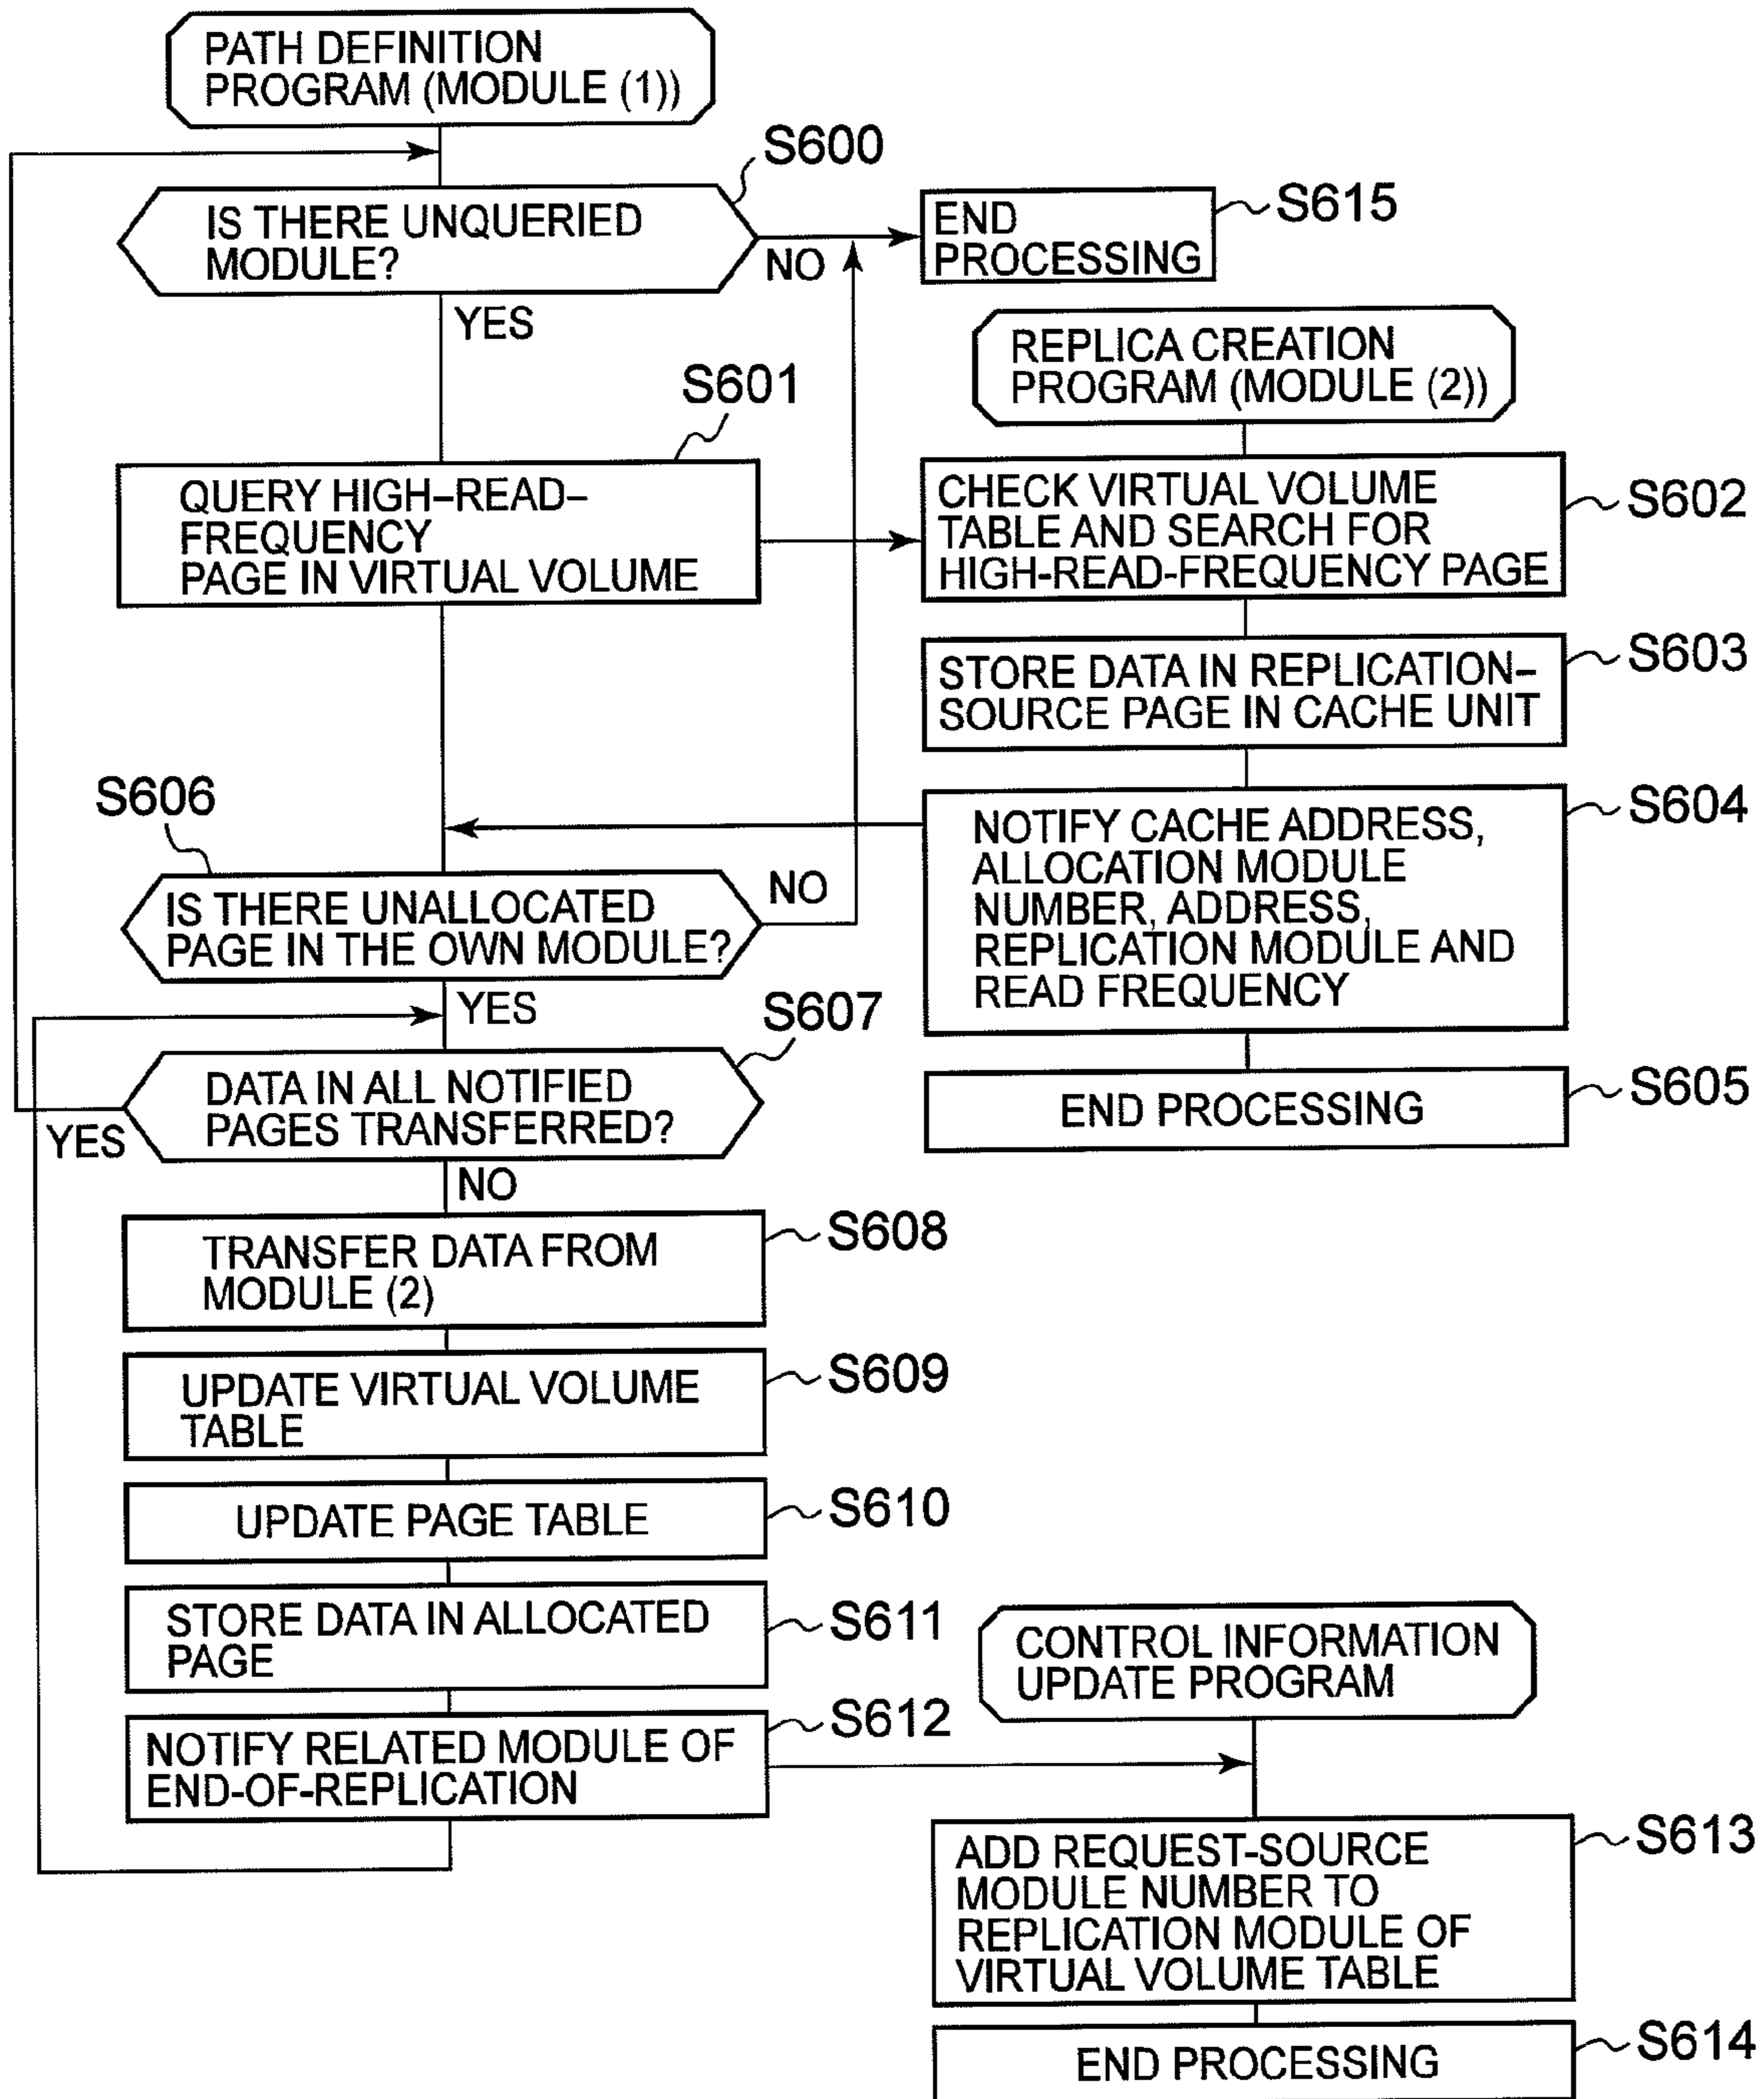 PATH DEFINITION
PROGRAM (MODULE (1))
S600
IS THERE UNQUERIED
MODULE?
NO
YES
END
PROCESSING
S615
REPLICA CREATION
PROGRAM (MODULE (2))
S601
QUERY HIGH–READ–
FREQUENCY
PAGE IN VIRTUAL VOLUME
CHECK VIRTUAL VOLUME
TABLE AND SEARCH FOR
HIGH-READ-FREQUENCY PAGE
S602
STORE DATA IN REPLICATION–
SOURCE PAGE IN CACHE UNIT
S603
NOTIFY CACHE ADDRESS,
ALLOCATION MODULE
NUMBER, ADDRESS,
REPLICATION MODULE AND
READ FREQUENCY
S604
END PROCESSING
S605
S606
IS THERE UNALLOCATED
PAGE IN THE OWN MODULE?
NO
YES
S607
DATA IN ALL NOTIFIED
PAGES TRANSFERRED?
YES
NO
TRANSFER DATA FROM
MODULE (2)
S608
UPDATE VIRTUAL VOLUME
TABLE
S609
UPDATE PAGE TABLE
S610
STORE DATA IN ALLOCATED
PAGE
S611
NOTIFY RELATED MODULE OF
END-OF-REPLICATION
S612
CONTROL INFORMATION
UPDATE PROGRAM
ADD REQUEST-SOURCE
MODULE NUMBER TO
REPLICATION MODULE OF
VIRTUAL VOLUME TABLE
S613
END PROCESSING
S614